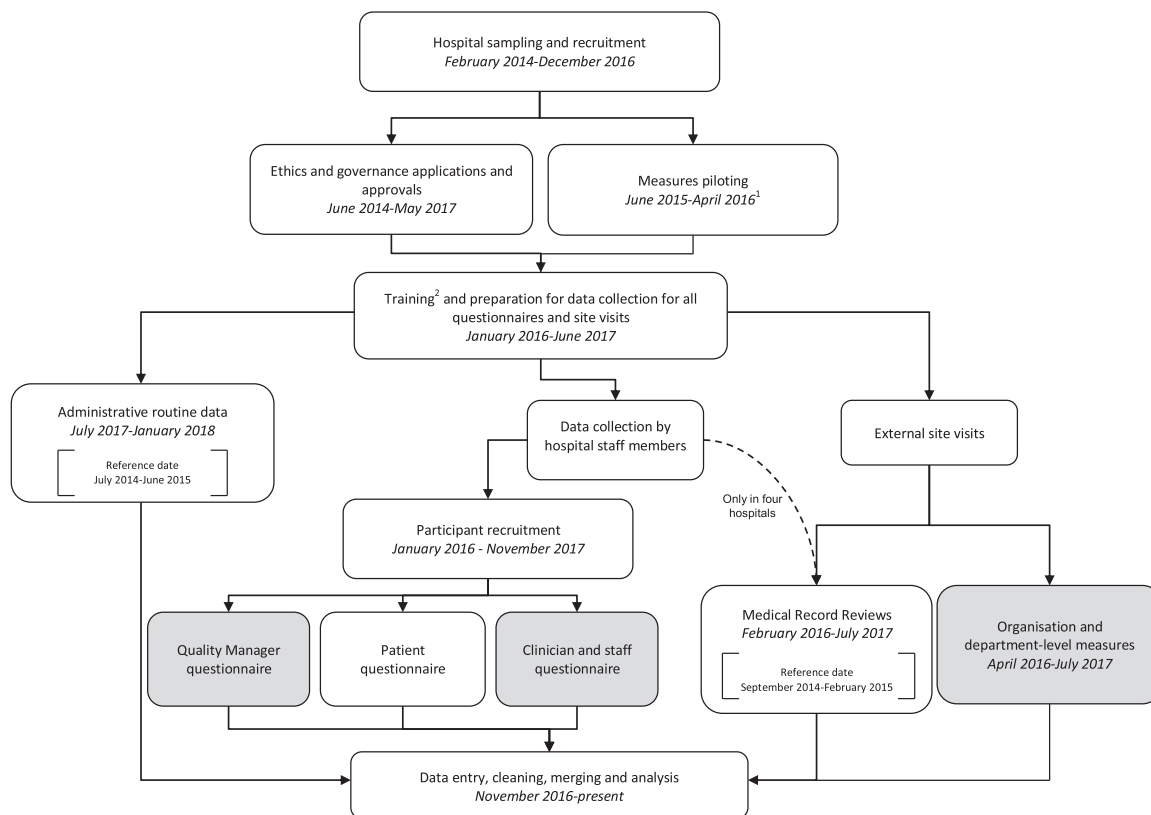 Hospital sampling and recruitment
February 2014-December 2016
Ethics and governance applications and
approvals
June 2014-May 2017
Measures piloting
June 2015-April 2016¹
Training² and preparation for data collection for all
questionnaires and site visits
January 2016-June 2017
Administrative routine data
July 2017-January 2018
Reference date
July 2014-June 2015
Data collection by
hospital staff members
External site visits
Only in four
hospitals
Participant recruitment
January 2016 - November 2017
Quality Manager
questionnaire
Patient
questionnaire
Clinician and staff
questionnaire
Medical Record Reviews
February 2016-July 2017
Reference date
September 2014-February 2015
Organisation and
department-level measures
April 2016-July 2017
Data entry, cleaning, merging and analysis
November 2016-present